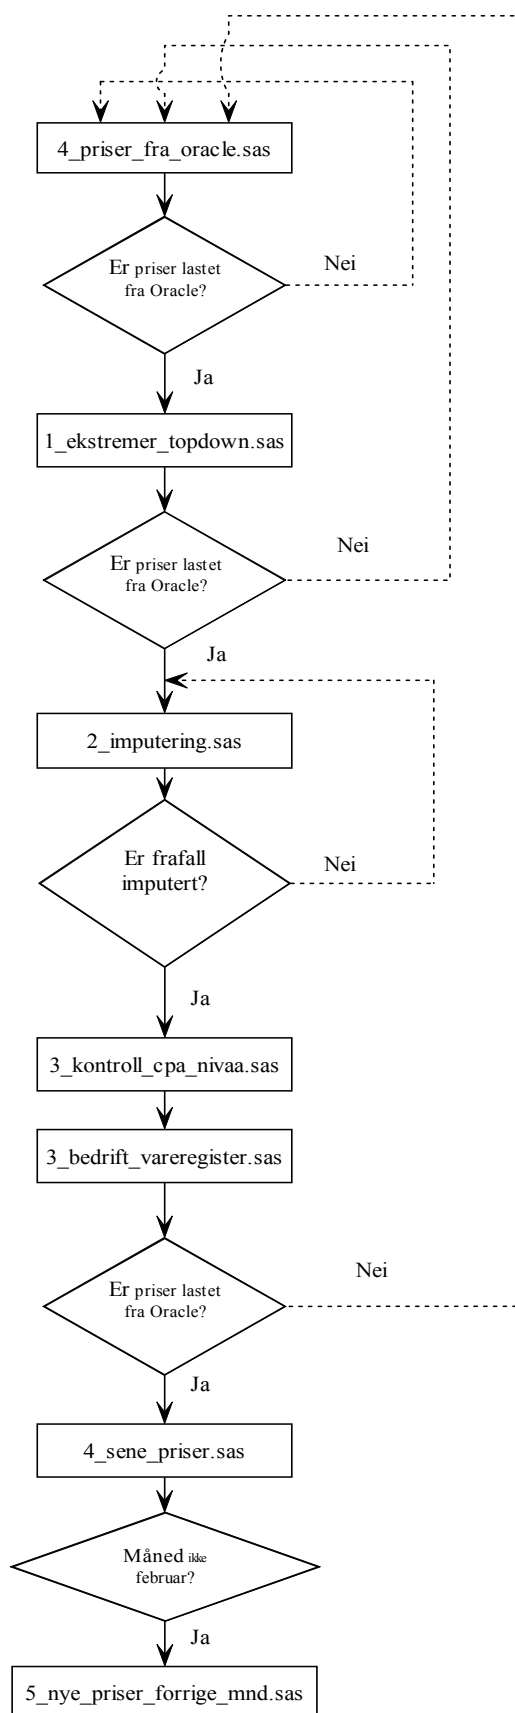 4_priser_fra_oracle.sas
Er priser lastet
fra Oracle?
Nei
Ja
1_ekstremer_topdown.sas
Er priser lastet
fra Oracle?
Nei
Ja
2_imputering.sas
Er frafall
imputert?
Nei
Ja
3_kontroll_cpa_nivaa.sas
3_bedrift_vareregister.sas
Er priser lastet
fra Oracle?
Nei
Ja
4_sene_priser.sas
Måned ikke
februar?
Ja
5_nye_priser_forrige_mnd.sas